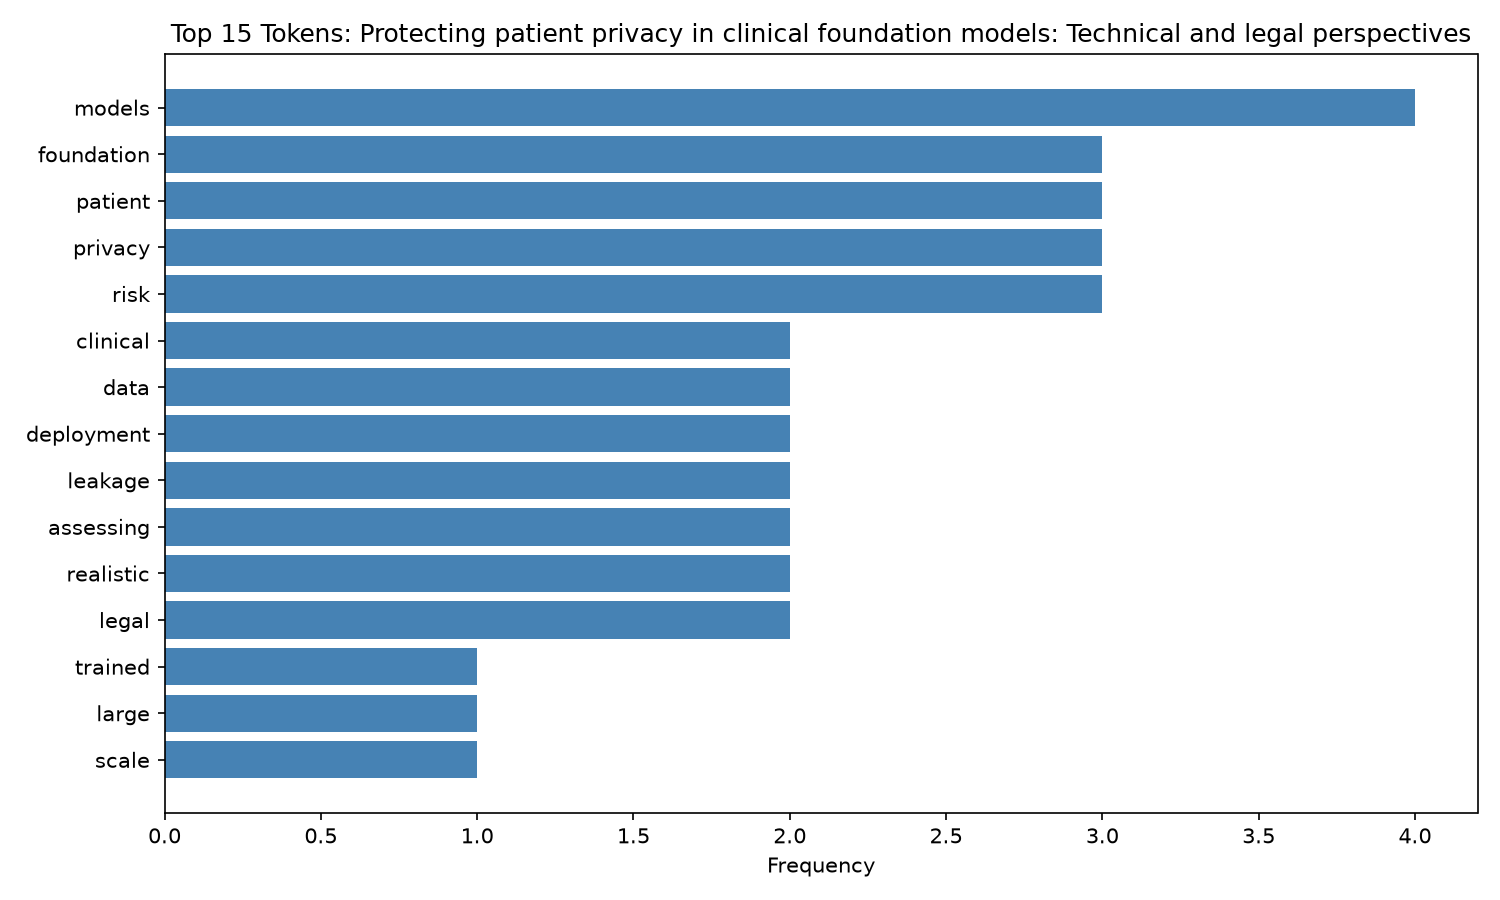 Top 15 Tokens: Protecting patient privacy in clinical foundation models: Technical and legal perspectives
models
foundation
patient
privacy
risk
clinical
data
deployment
leakage
assessing
realistic
legal
trained
large
scale
0.0 0.5 1.0 1.5 2.0 2.5 3.0 3.5 4.0
Frequency